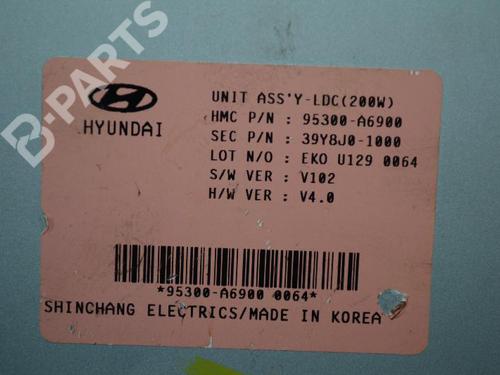 B-PARTS
HYUNDAI
UNIT ASS'Y-LDC(200W)
HMC P/N : 95300-A6900
SEC P/N : 39Y8J0-1000
LOT N/O : EKO U129 0064
S/W VER : V102
H/W VER : V4.0
*95300-A6900 0064*
SHINCHANG ELECTRICS/MADE IN KOREA